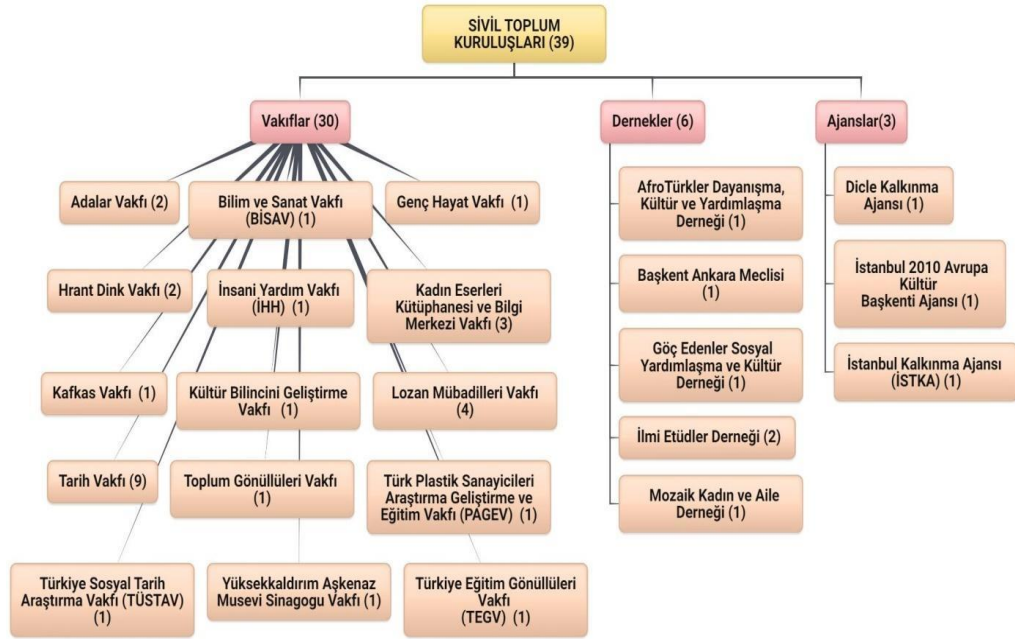 SİVİL TOPLUM
KURULUŞLARI (39)
Vakıflar (30)
Dernekler (6)
Ajanslar(3)
Adalar Vakfı (2)
Bilim ve Sanat Vakfı
(BİSAV) (1)
Genç Hayat Vakfı (1)
Hrant Dink Vakfı (2)
İnsani Yardım Vakfı
(İHH) (1)
Kadın Eserleri
Kütüphanesi ve Bilgi
Merkezi Vakfı (3)
Kafkas Vakfı (1)
Kültür Bilincini Geliştirme
Vakfı (1)
Lozan Mübadilleri Vakfı
(4)
Tarih Vakfı (9)
Toplum Gönüllüleri Vakfı
(1)
Türk Plastik Sanayicileri
Araştırma Geliştirme ve
Eğitim Vakfı (PAGEV) (1)
Türkiye Sosyal Tarih
Araştırma Vakfı (TÜSTAV)
(1)
Yüksekkaldırım Aşkenaz
Musevi Sinagogu Vakfı (1)
Türkiye Eğitim Gönüllüleri
Vakfı
(TEGV) (1)
AfroTürkler Dayanışma,
Kültür ve Yardımlaşma
Derneği (1)
Başkent Ankara Meclisi
(1)
Göç Edenler Sosyal
Yardımlaşma ve Kültür
Derneği (1)
İlmi Etüdler Derneği (2)
Mozaik Kadın ve Aile
Derneği (1)
Dicle Kalkınma
Ajansı (1)
İstanbul 2010 Avrupa
Kültür
Başkenti Ajansı (1)
İstanbul Kalkınma Ajansı
(İSTKA) (1)